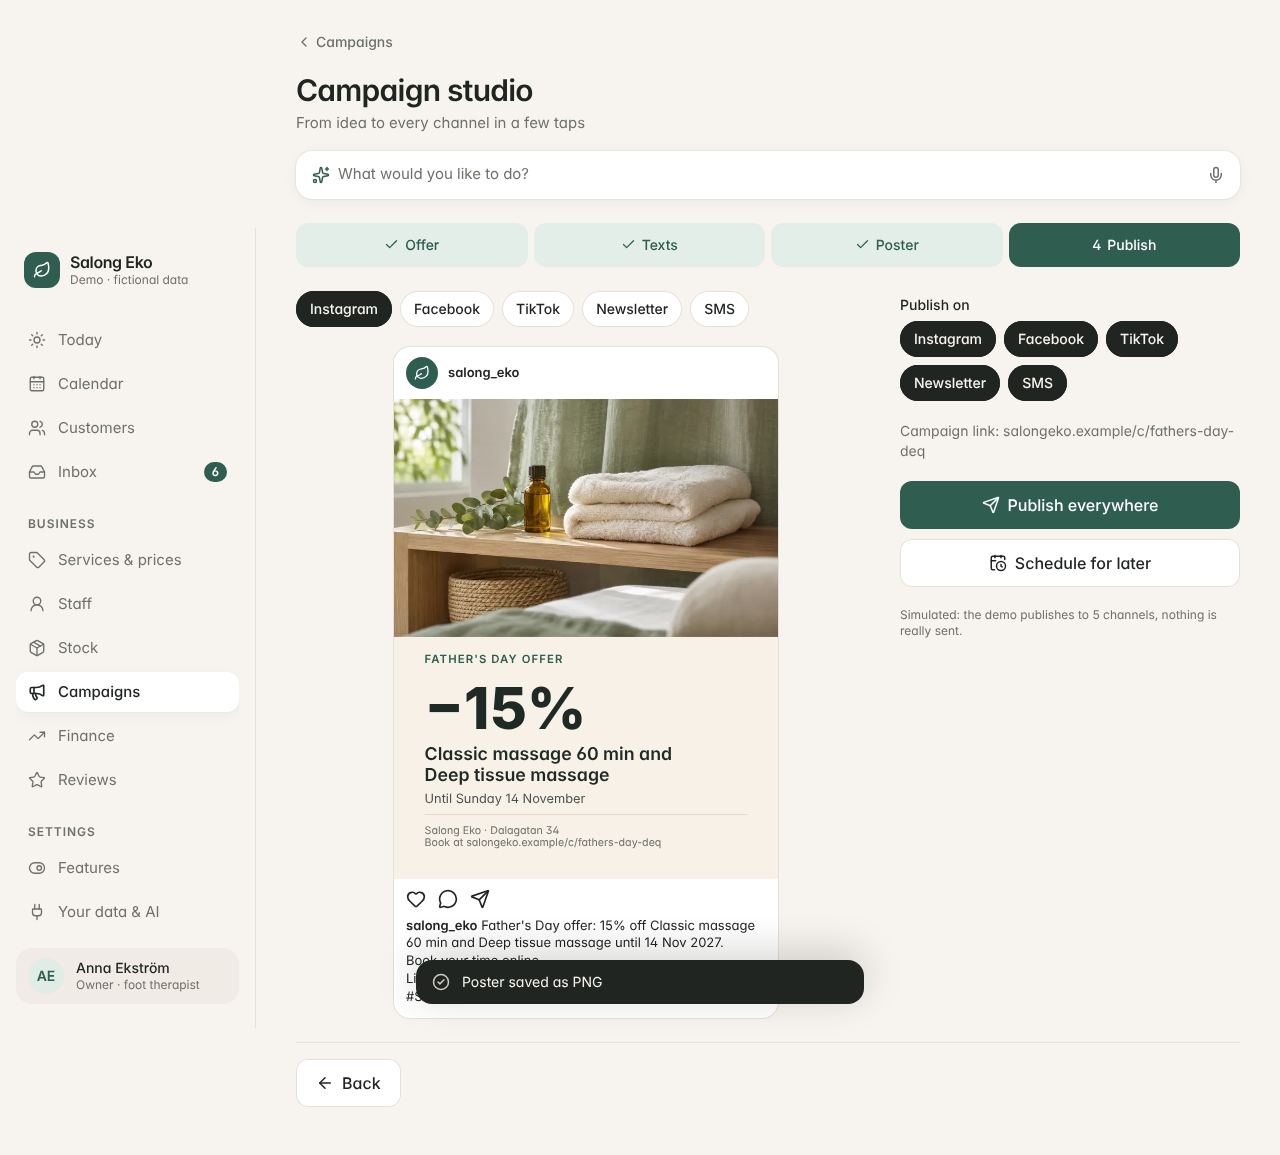 Campaigns
Campaign studio
From idea to every channel in a few taps
What would you like to do?
Offer
Texts
Poster
4 Publish
Salong Eko
Demo · fictional data
Today
Calendar
Customers
Inbox
6
BUSINESS
Services & prices
Staff
Stock
Campaigns
Finance
Reviews
SETTINGS
Features
Your data & AI
AE
Anna Ekström
Owner · foot therapist
Instagram
Facebook
TikTok
Newsletter
SMS
salong_eko
FATHER'S DAY OFFER
−15%
Classic massage 60 min and
Deep tissue massage
Until Sunday 14 November
Salong Eko · Dalagatan 34
Book at salongeko.example/c/fathers-day-deq
salong_eko Father's Day offer: 15% off Classic massage
60 min and Deep tissue massage until 14 Nov 2027.
Book your time online.
Poster saved as PNG
Publish on
Instagram
Facebook
TikTok
Newsletter
SMS
Campaign link: salongeko.example/c/fathers-day-
deq
Publish everywhere
Schedule for later
Simulated: the demo publishes to 5 channels, nothing is
really sent.
Back